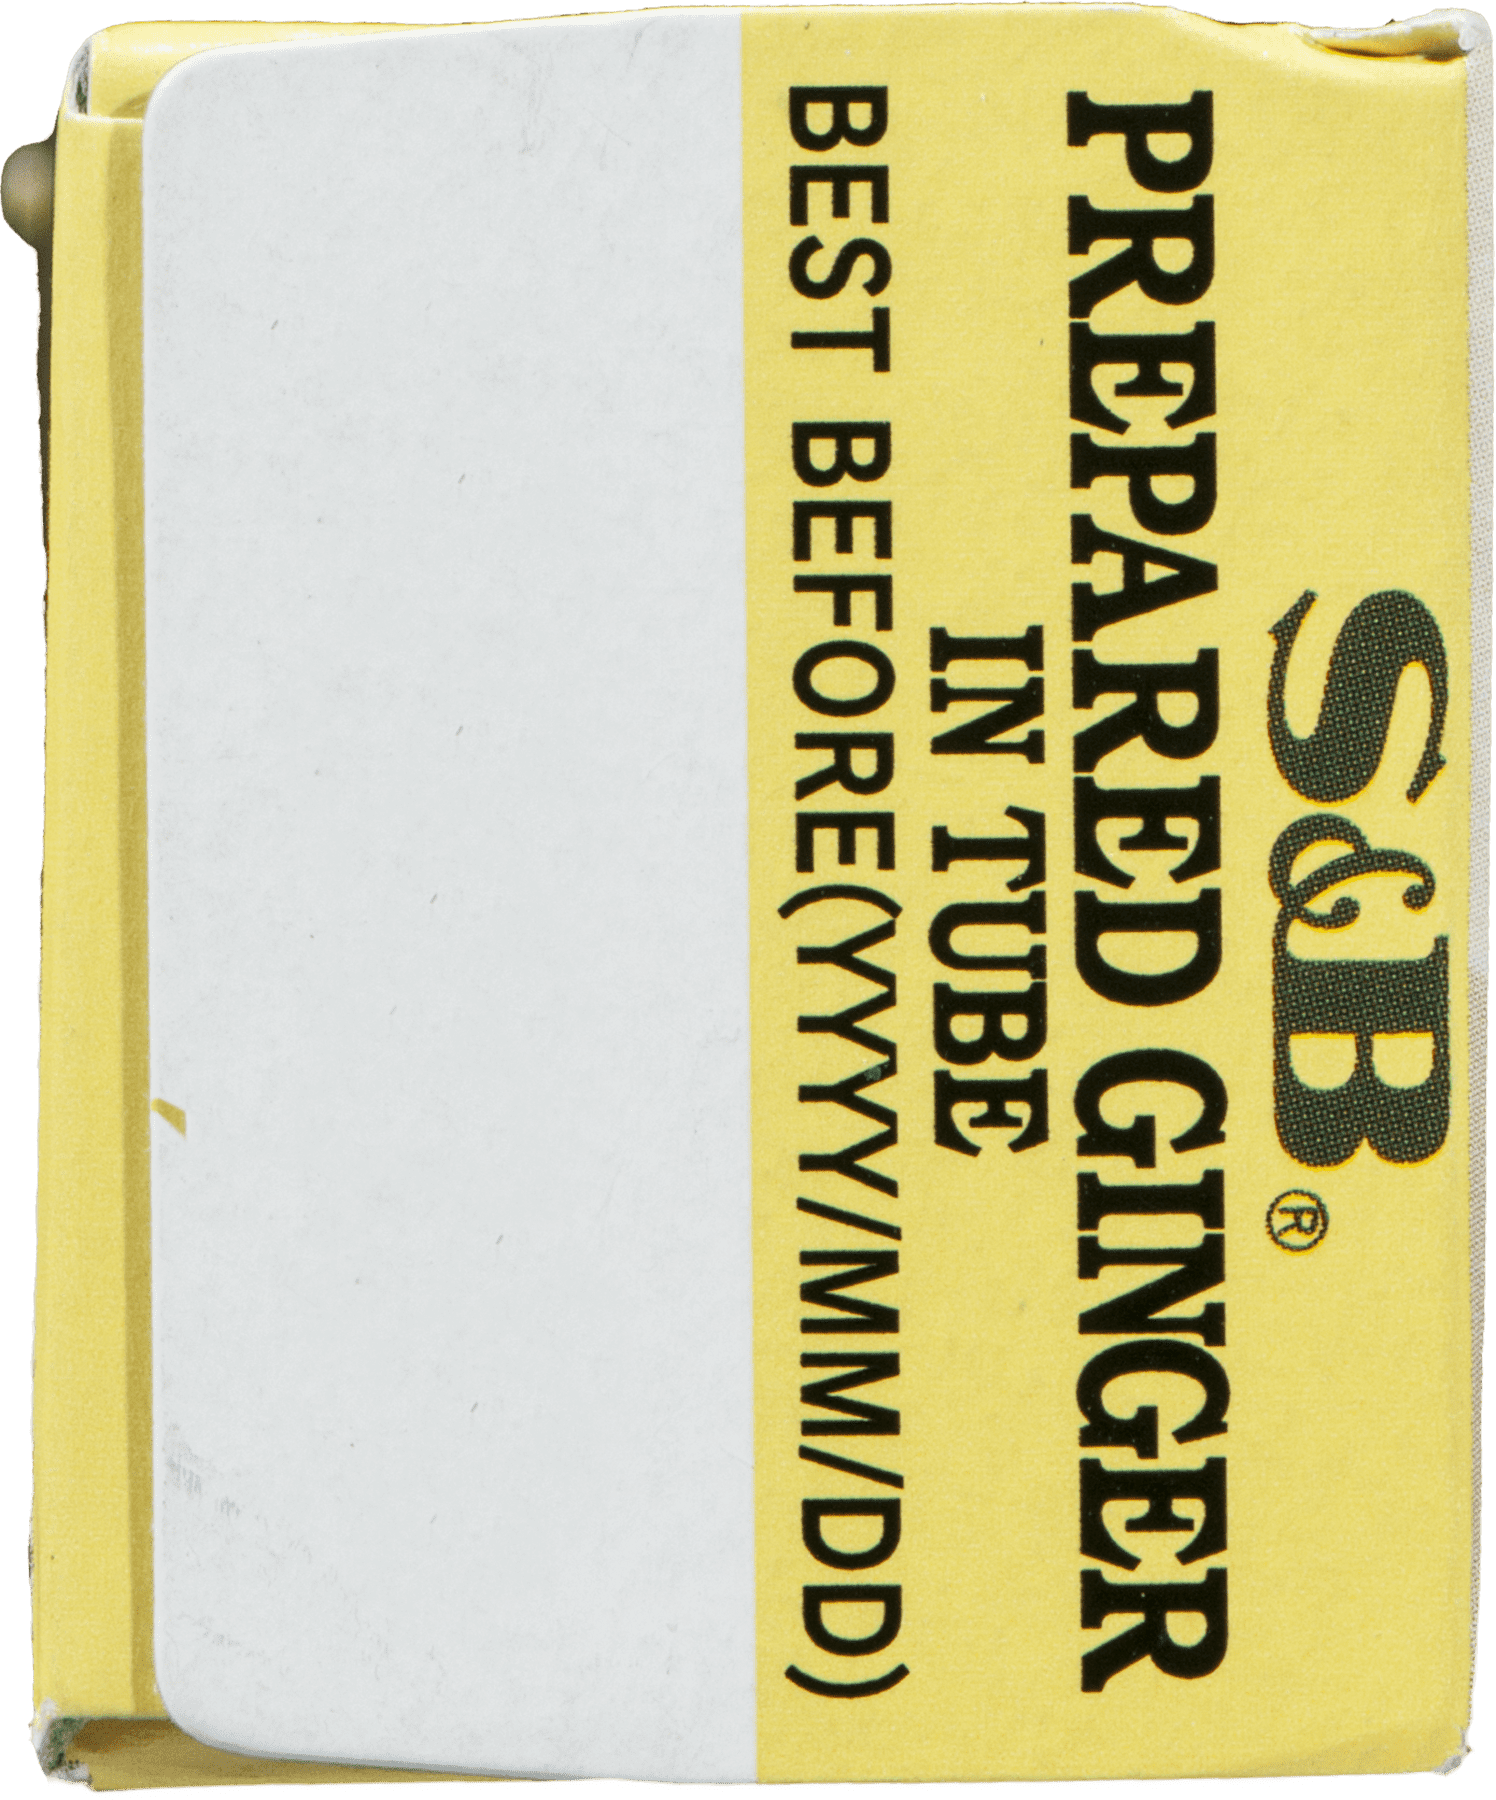 S&B®
PREPARED GINGER
IN TUBE
BEST BEFORE(YYYY/MM/DD)